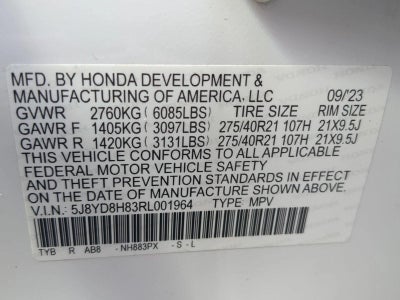 MFD. BY HONDA DEVELOPMENT &
MANUFACTURING OF AMERICA, LLC 09/'23
GVWR 2760KG ( 6085LBS) TIRE SIZE RIM SIZE
GAWR F 1405KG ( 3097LBS) 275/40R21 107H 21X9.5J
GAWR R 1420KG ( 3131LBS) 275/40R21 107H 21X9.5J
THIS VEHICLE CONFORMS TO ALL APPLICABLE
FEDERAL MOTOR VEHICLE SAFETY
AND THEFT PREVENTION STANDARDS IN EFFECT
ON THE DATE OF MANUFACTURE SHOWN ABOVE.
V.I.N.: 5J8YD8H83RL001964 TYPE: MPV
TYB R AB8 -NH883PX -S-L